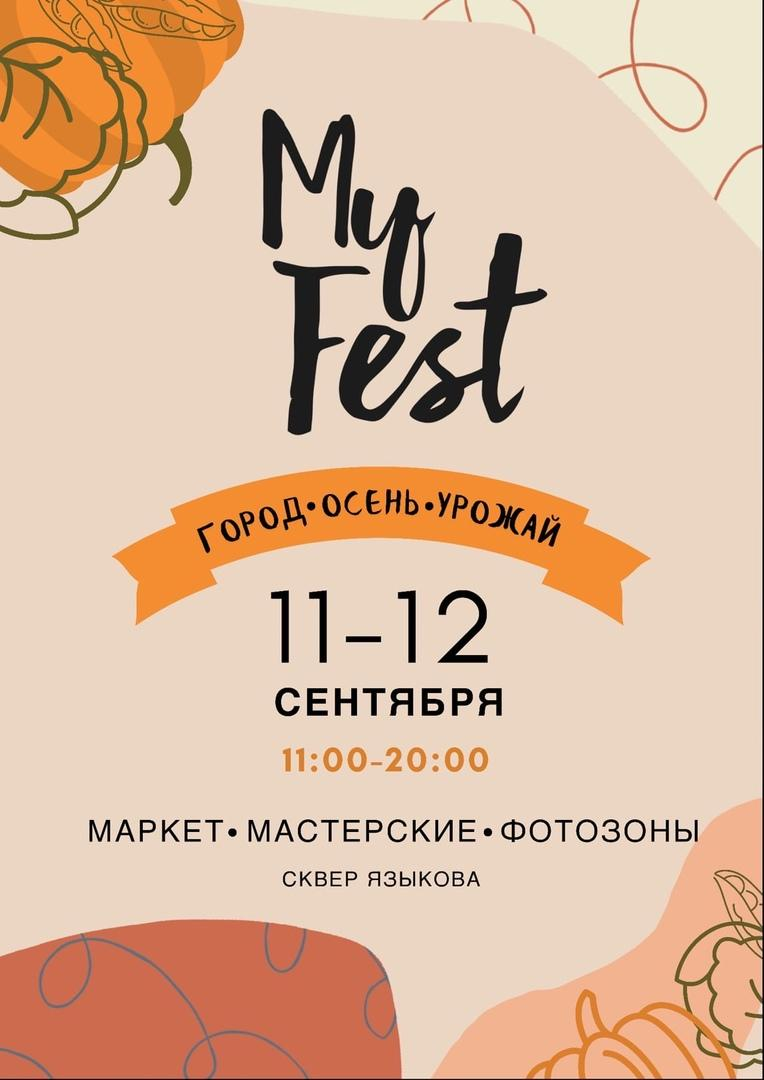 My
Fest
ГОРОД•ОСЕНЬ•УРОЖАЙ
11-12
СЕНТЯБРЯ
11:00-20:00
МАРКЕТ•МАСТЕРСКИЕ•ФОТОЗОНЫ
СКВЕР ЯЗЫКОВА